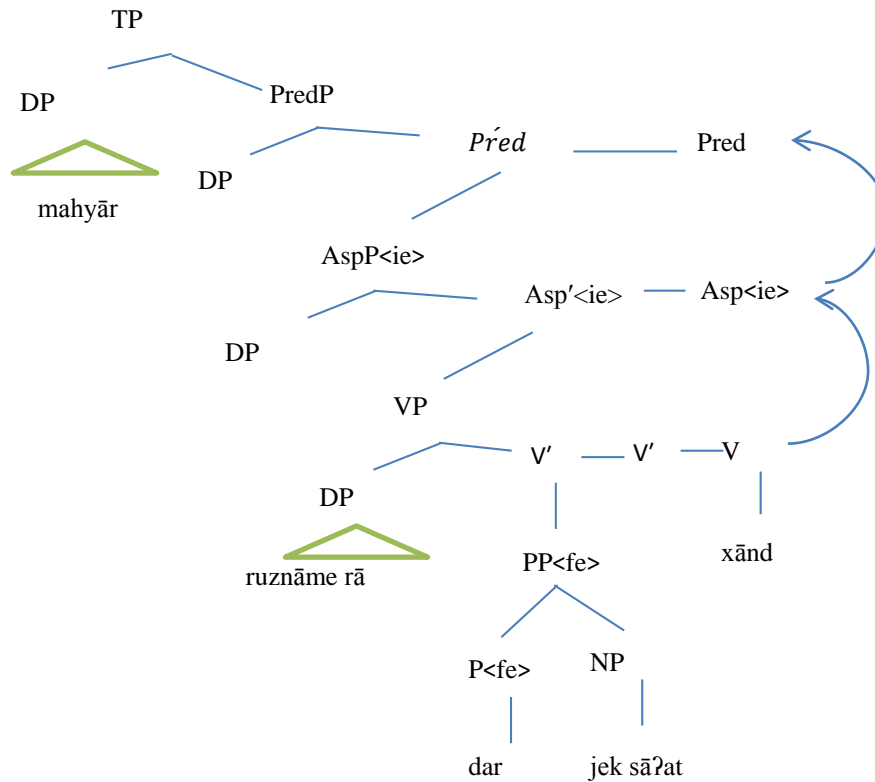 TP
DP
PredP
Pŕed
Pred
DP
mahyār
AspP<ie>
Asp′<ie>
Asp<ie>
DP
VP
V′
V′
V
DP
ruznāme rā
PP<fe>
xānd
P<fe>
NP
dar
jek sāʔat